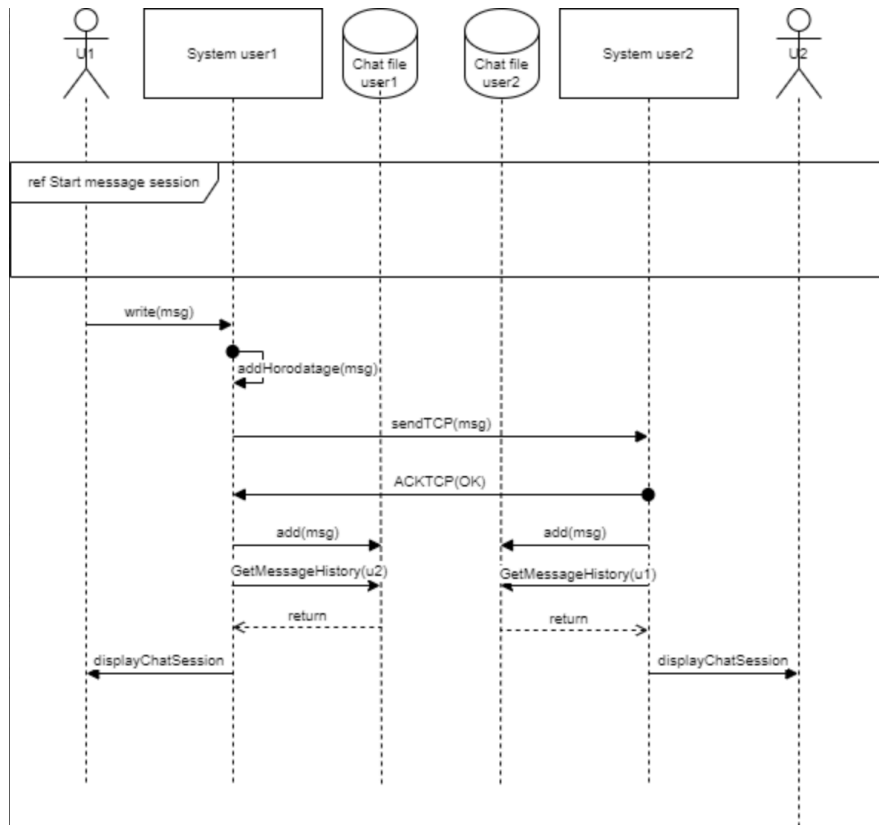 U1
System user1
Chat file
user1
Chat file
user2
System user2
U2
ref Start message session
write(msg)
addHorodatage(msg)
sendTCP(msg)
ACKTCP(OK)
add(msg)
add(msg)
GetMessageHistory(u2)
GetMessageHistory(u1)
return
return
displayChatSession
displayChatSession